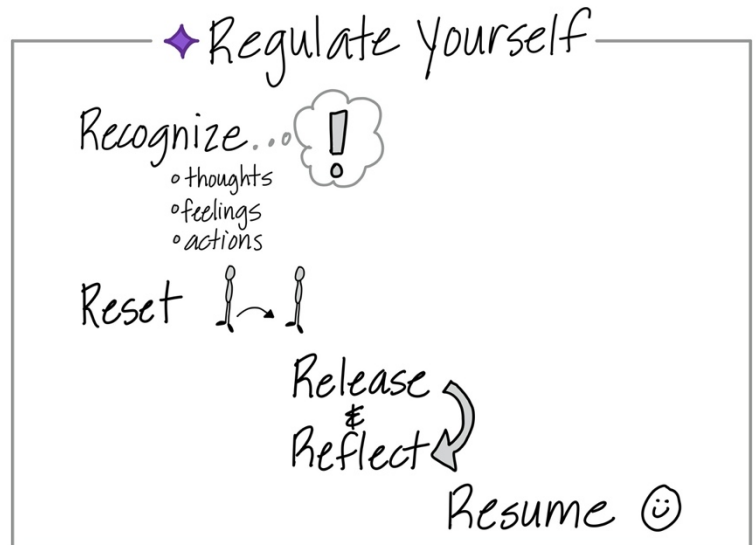 Regulate Yourself
Recognize...
thoughts
feelings
actions
Reset
Release
&
Reflect
Resume